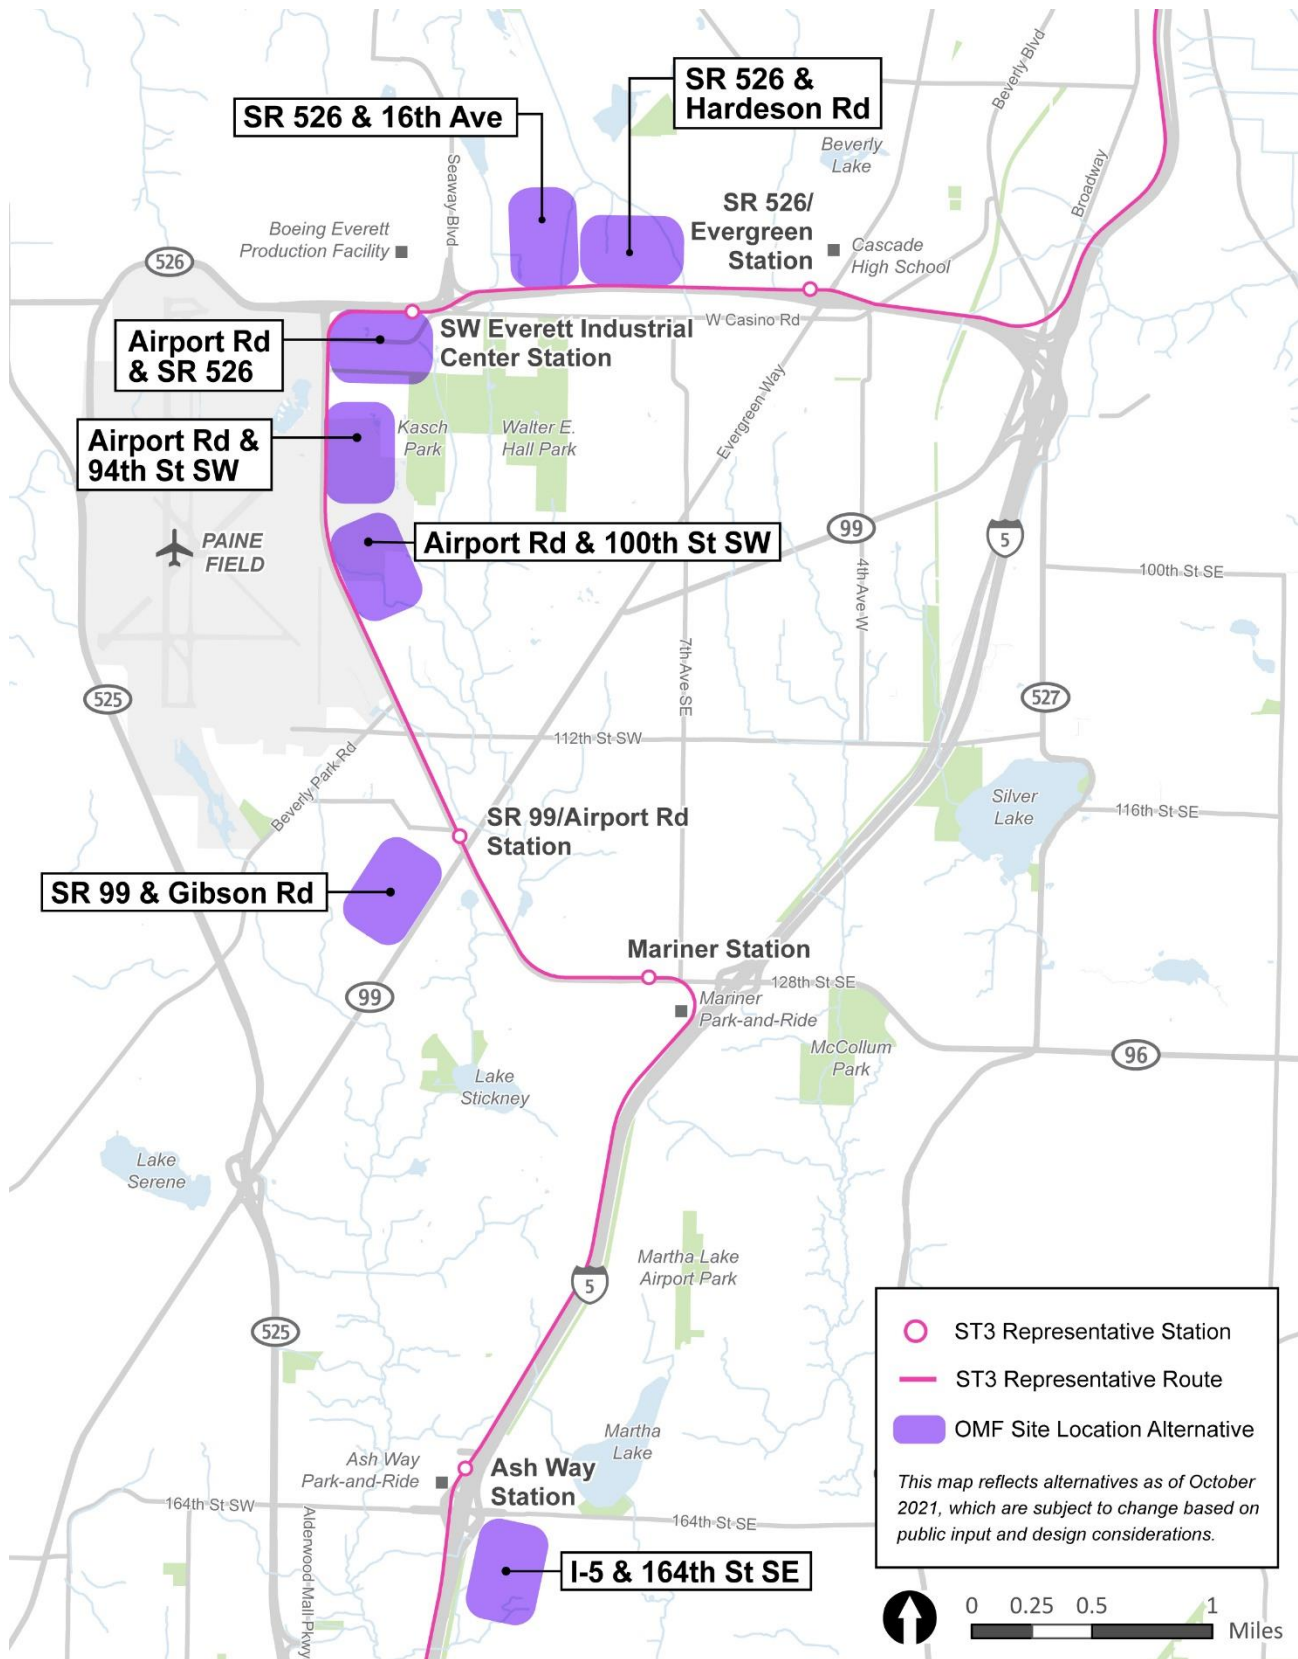 SR 526 &
Hardeson Rd
SR 526 & 16th Ave
Beverly Blvd
Seaway Blvd
Beverly
Lake
Broadway
SR 526/
Evergreen
Station
Boeing Everett
Production Facility
Cascade
High School
526
W Casino Rd
SW Everett Industrial
Center Station
Airport Rd
& SR 526
Evergreen Way
Kasch
Park
Walter E.
Hall Park
Airport Rd &
94th St SW
99
5
PAINE
FIELD
Airport Rd & 100th St SW
4th Ave W
100th St SE
7th Ave SE
525
527
112th St SW
Beverly Park Rd
Silver
Lake
116th St SE
SR 99/Airport Rd
Station
SR 99 & Gibson Rd
Mariner Station
128th St SE
99
Mariner
Park-and-Ride
McCollum
Park
96
Lake
Stickney
Lake
Serene
Martha Lake
Airport Park
5
525
ST3 Representative Station
ST3 Representative Route
OMF Site Location Alternative
This map reflects alternatives as of October
2021, which are subject to change based on
public input and design considerations.
Martha
Lake
Ash Way
Park-and-Ride
Ash Way
Station
164th St SW
164th St SE
Alderwood Mall Pkwy
I-5 & 164th St SE
0 0.25 0.5 1
Miles